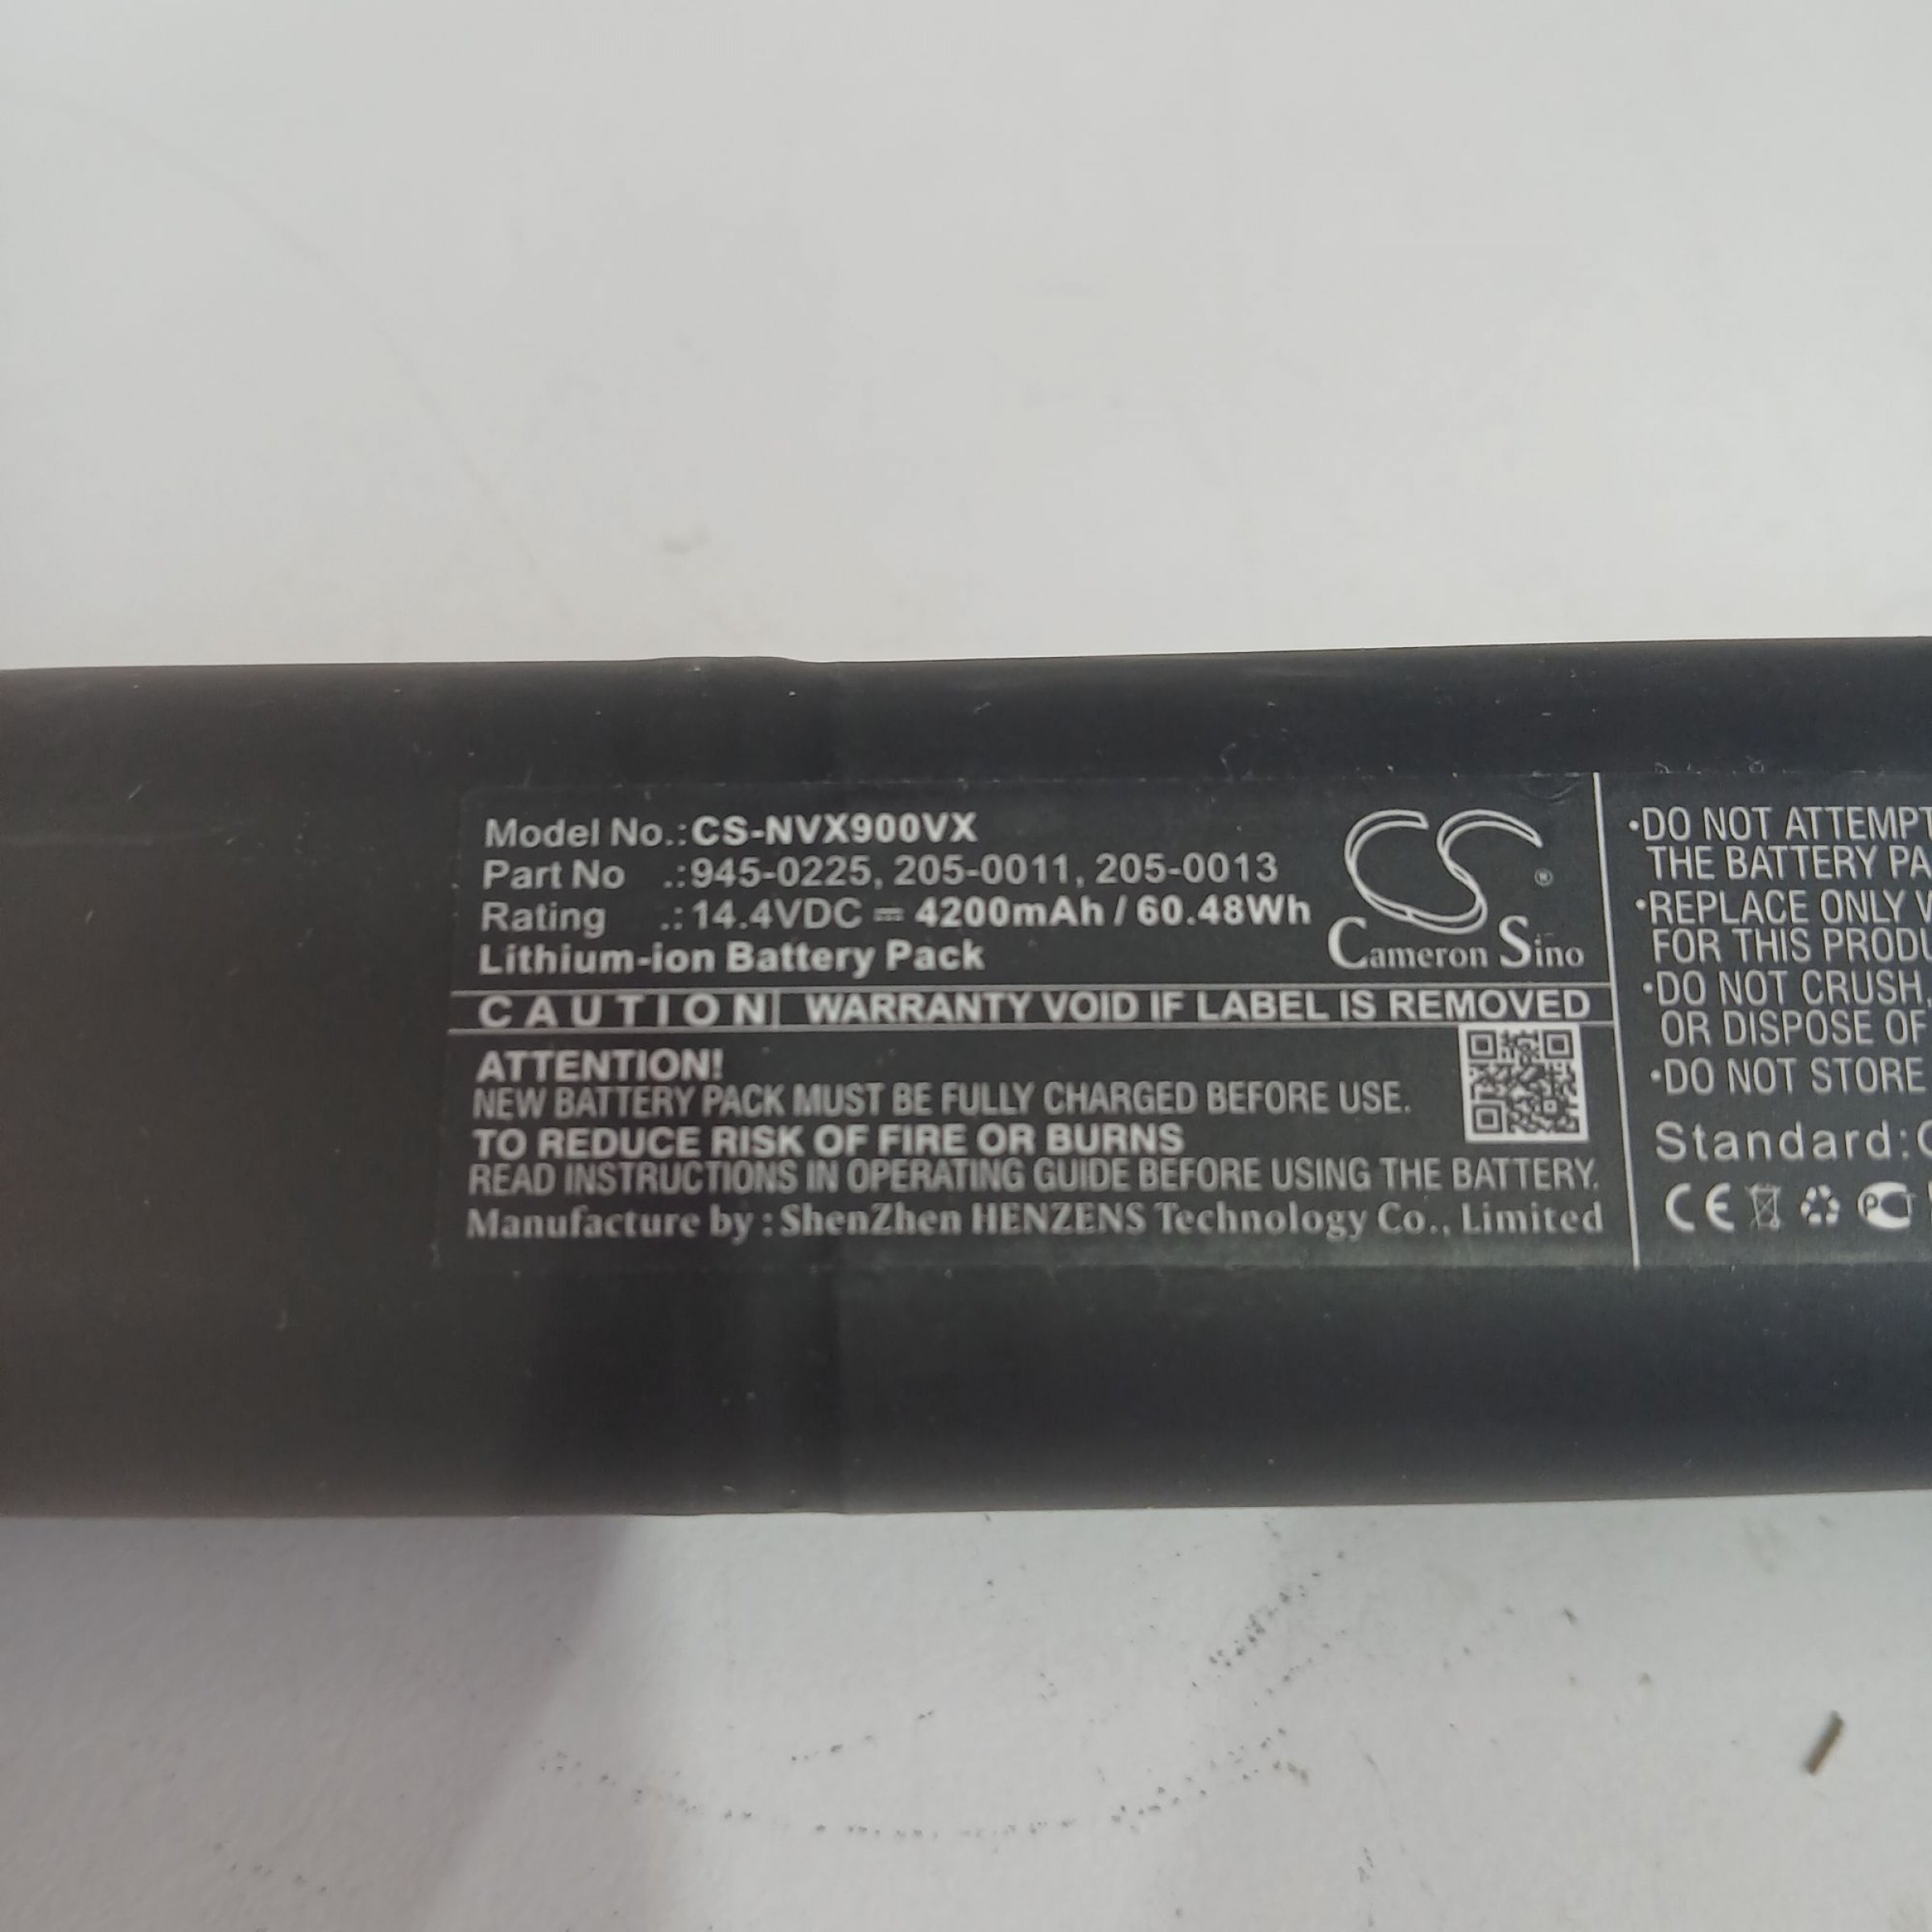 Model No.:CS-NVX900VX
Part No .:945-0225, 205-0011, 205-0013
Rating .:14.4VDC ⎓ 4200mAh / 60.48Wh
Lithium-ion Battery Pack
CS ®
Cameron Sino
CAUTION WARRANTY VOID IF LABEL IS REMOVED
ATTENTION!
NEW BATTERY PACK MUST BE FULLY CHARGED BEFORE USE.
TO REDUCE RISK OF FIRE OR BURNS
READ INSTRUCTIONS IN OPERATING GUIDE BEFORE USING THE BATTERY.
Manufacture by : ShenZhen HENZENS Technology Co., Limited
•DO NOT ATTEMPT
THE BATTERY
•REPLACE ONLY
FOR THIS
•DO NOT CRUSH,
OR DISPOSE OF
•DO NOT STORE
Standard:
CE